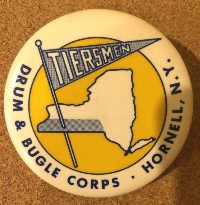 TIERSMEN
DRUM & BUGLE CORPS · HORNELL, N.Y.